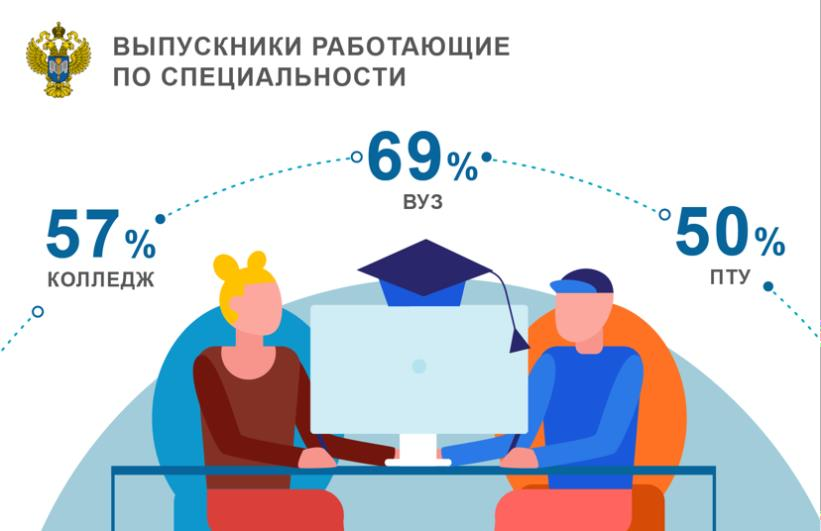 ВЫПУСКНИКИ РАБОТАЮЩИЕ
ПО СПЕЦИАЛЬНОСТИ
69%
ВУЗ
57%
КОЛЛЕДЖ
50%
ПТУ